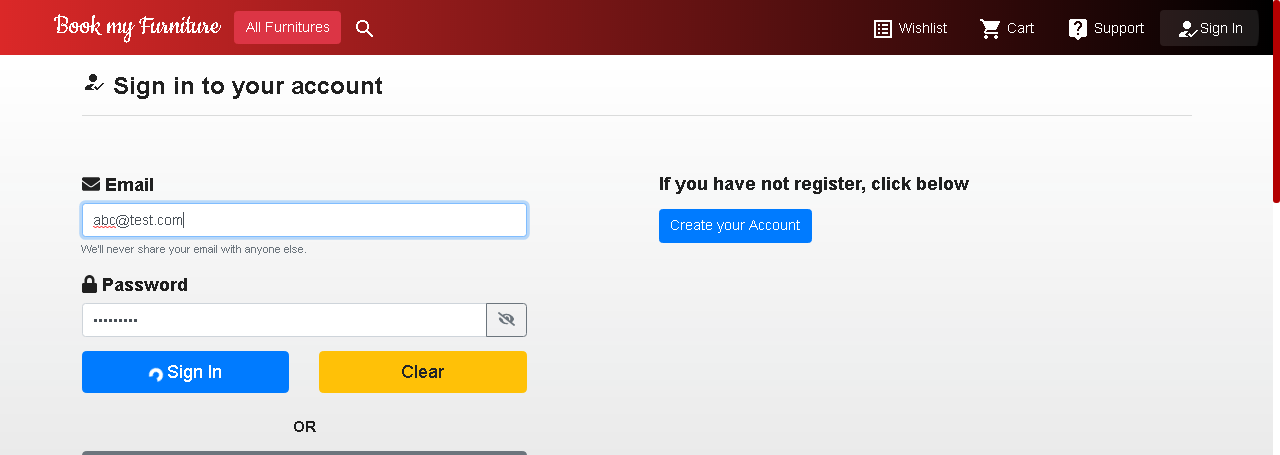 Book my Furniture All Furnitures Wishlist Cart Support Sign In
Sign in to your account
Email
abc@test.com
We'll never share your email with anyone else.
Password
•••••••••
Sign In Clear
OR
If you have not register, click below
Create your Account